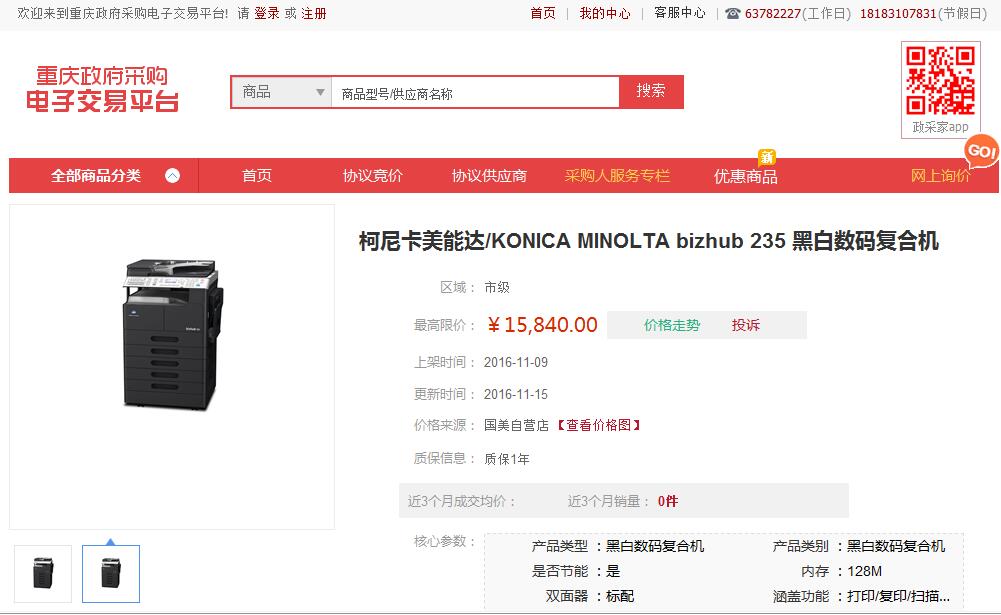 欢迎来到重庆政府采购电子交易平台! 请 登录 或 注册
首页 | 我的中心 | 客服中心 | 63782227(工作日) 18183107831(节假日)
重庆政府采购
电子交易平台
商品 商品型号/供应商名称 搜索
政采家app
GO!
新
全部商品分类 首页 协议竞价 协议供应商 采购人服务专栏 优惠商品 网上询价
柯尼卡美能达/KONICA MINOLTA bizhub 235 黑白数码复合机
区域： 市级
最高限价： ¥15,840.00 价格走势 投诉
上架时间： 2016-11-09
更新时间： 2016-11-15
价格来源： 国美自营店【查看价格图】
质保信息： 质保1年
近3个月成交均价： 近3个月销量： 0件
核心参数：
产品类型 ：黑白数码复合机 产品类别 ：黑白数码复合机
是否节能 ：是 内存 ：128M
双面器 ：标配 涵盖功能 ：打印/复印/扫描...